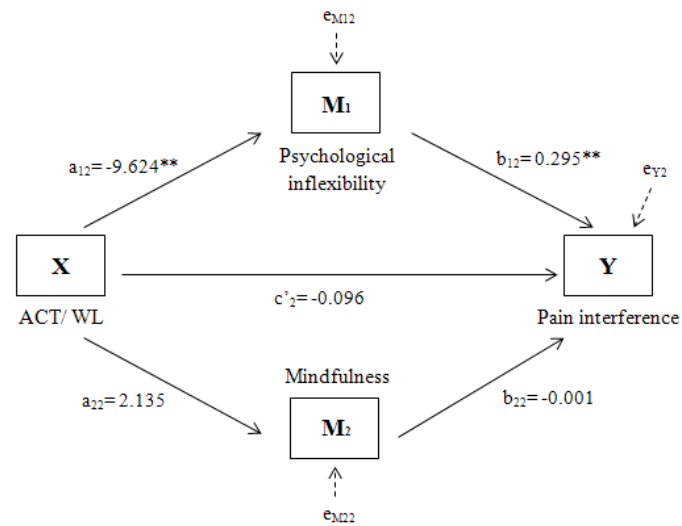 eM12
M1
a12= -9.624**
Psychological
inflexibility
b12= 0.295**
eY2
X
Y
c’2= -0.096
ACT/ WL
Pain interference
Mindfulness
a22= 2.135
b22= -0.001
M2
eM22